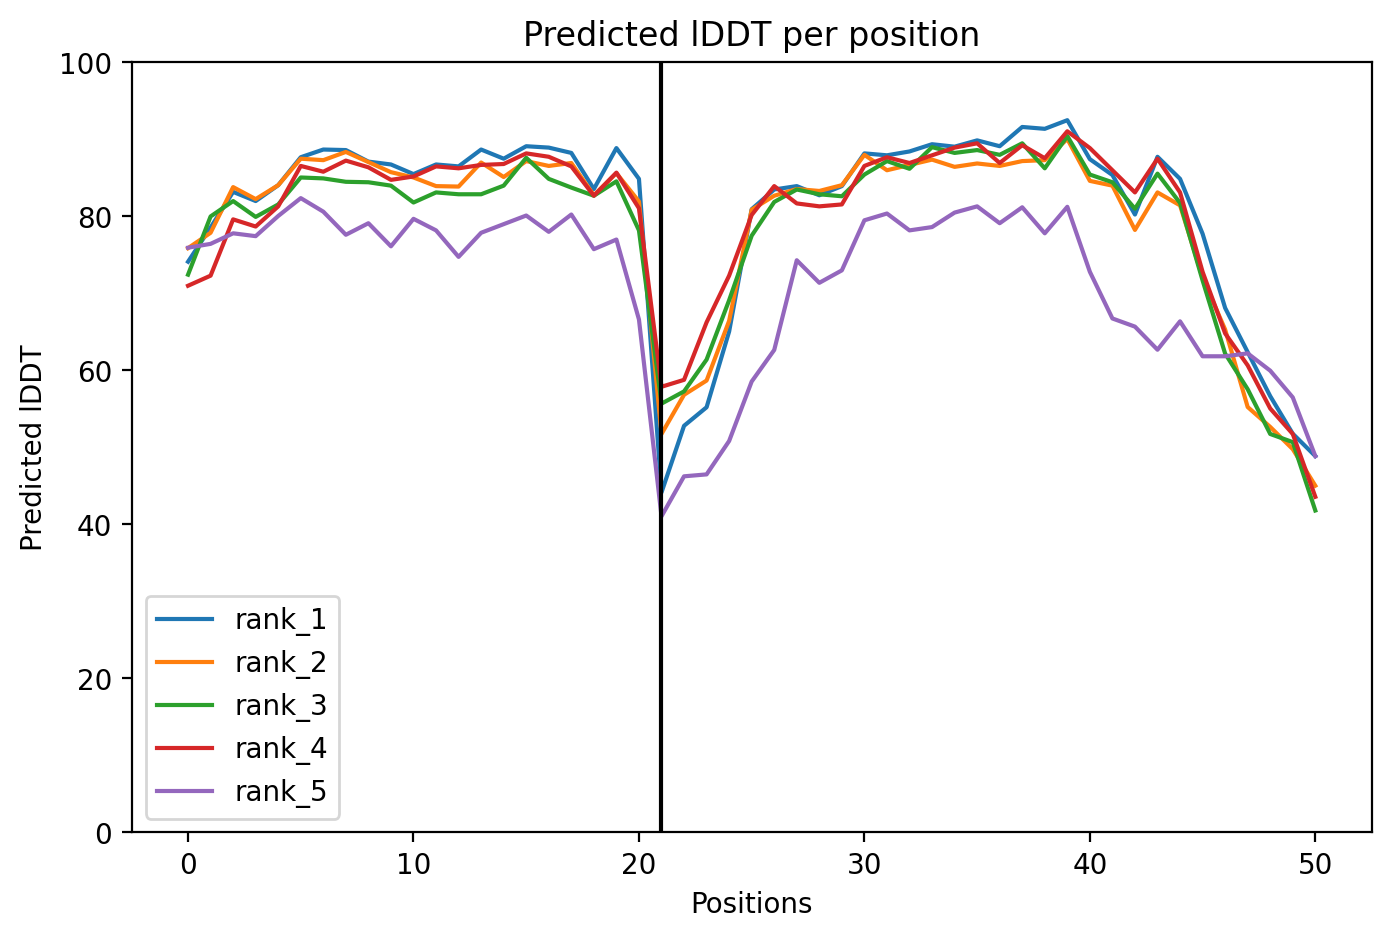 Predicted lDDT per position
Predicted lDDT
100
80
60
40
20
0
rank_1
rank_2
rank_3
rank_4
rank_5
0 10 20 30 40 50
Positions